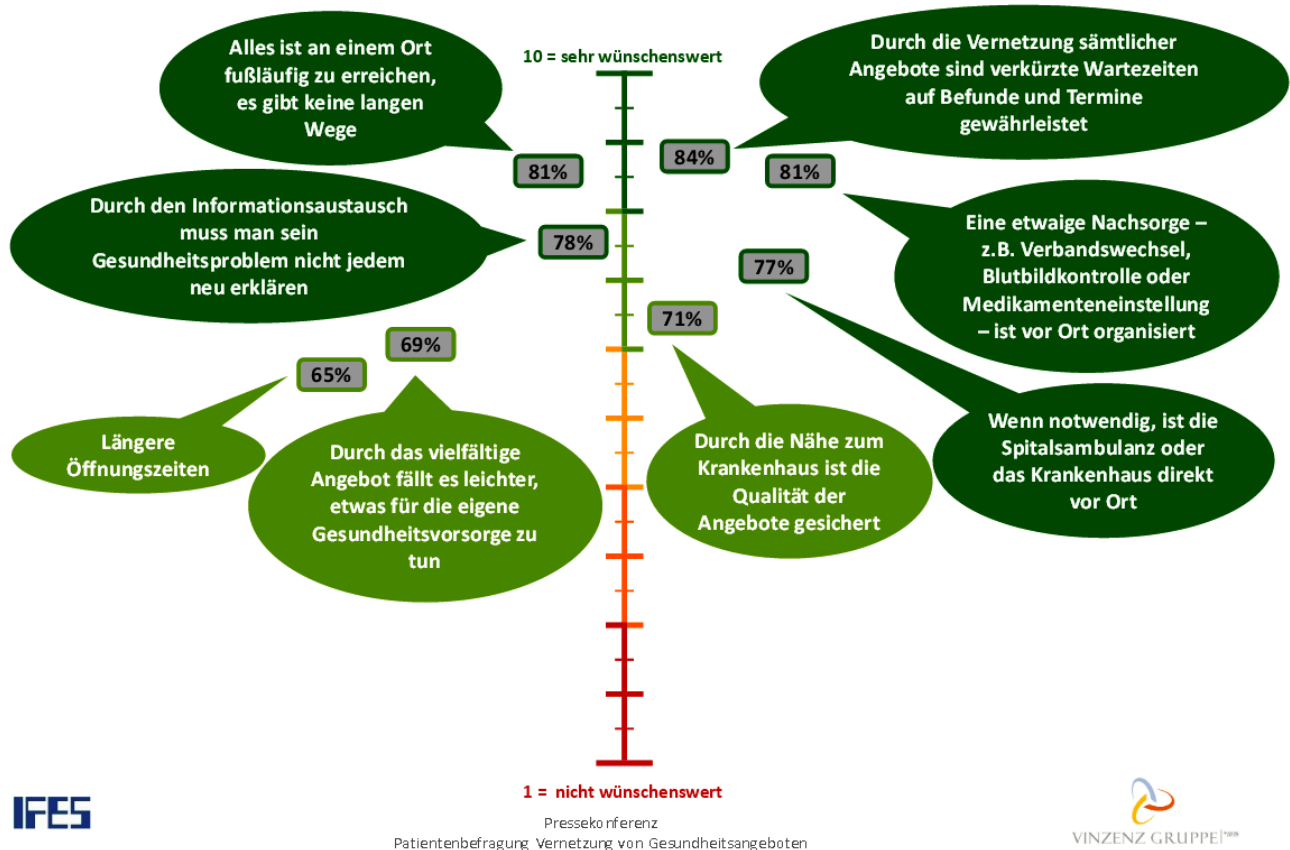 10 = sehr wünschenswert
Alles ist an einem Ort
fußläufig zu erreichen,
es gibt keine langen
Wege
81%
Durch die Vernetzung sämtlicher
Angebote sind verkürzte Wartezeiten
auf Befunde und Termine
gewährleistet
84%
81%
Eine etwaige Nachsorge –
z.B. Verbandswechsel,
Blutbildkontrolle oder
Medikamenteneinstellung
– ist vor Ort organisiert
Durch den Informationsaustausch
muss man sein
Gesundheitsproblem nicht jedem
neu erklären
78%
77%
Wenn notwendig, ist die
Spitalsambulanz oder
das Krankenhaus direkt
vor Ort
71%
Durch die Nähe zum
Krankenhaus ist die
Qualität der
Angebote gesichert
69%
Durch das vielfältige
Angebot fällt es leichter,
etwas für die eigene
Gesundheitsvorsorge zu
tun
65%
Längere
Öffnungszeiten
1 = nicht wünschenswert
IFES
Pressekonferenz
Patientenbefragung Vernetzung von Gesundheitsangeboten
VINZENZ GRUPPE